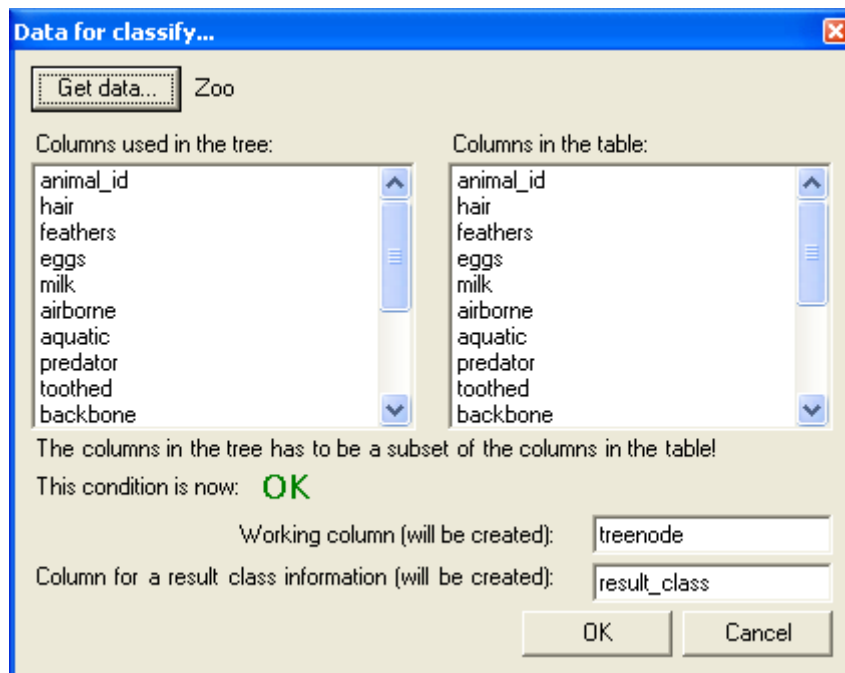 Data for classify...
Get data... Zoo
Columns used in the tree:
animal_id
hair
feathers
eggs
milk
airborne
aquatic
predator
toothed
backbone
Columns in the table:
animal_id
hair
feathers
eggs
milk
airborne
aquatic
predator
toothed
backbone
The columns in the tree has to be a subset of the columns in the table!
This condition is now: OK
Working column (will be created): treenode
Column for a result class information (will be created): result_class
OK Cancel